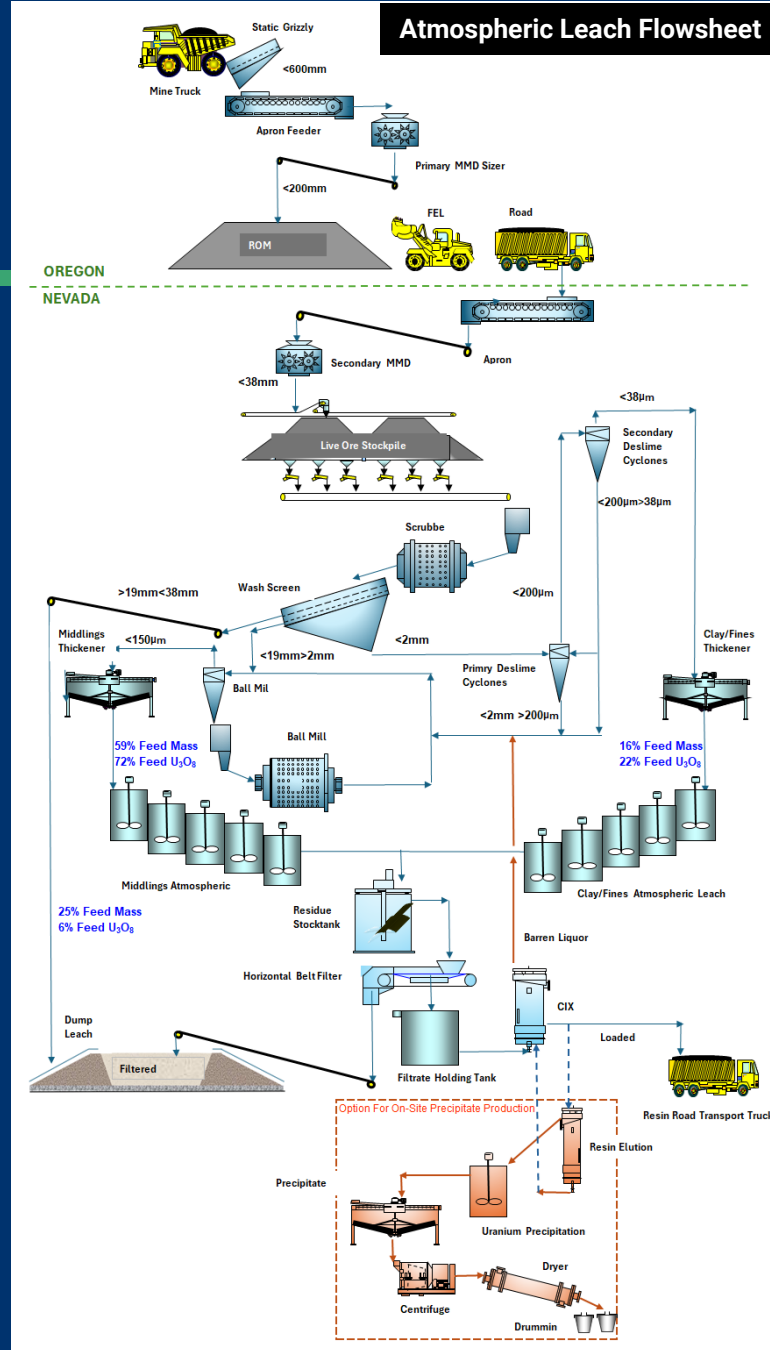 Atmospheric Leach Flowsheet
Static Grizzly
<600mm
Mine Truck
Apron Feeder
Primary MMD Sizer
<200mm
FEL
Road
ROM
OREGON
NEVADA
Secondary MMD
Apron
<38mm
<38µm
Live Ore Stockpile
Secondary
Deslime
Cyclones
<200µm>38µm
Scrubbe
Wash Screen
>19mm<38mm
<200µm
Middlings
Thickener
<150µm
<2mm
Clay/Fines
Thickener
<19mm>2mm
Primry Deslime
Cyclones
Ball Mil
<2mm >200µm
Ball Mill
59% Feed Mass
72% Feed U₃O₈
16% Feed Mass
22% Feed U₃O₈
Middlings Atmospheric
Clay/Fines Atmospheric Leach
25% Feed Mass
6% Feed U₃O₈
Residue
Stocktank
Barren Liquor
Horizontal Belt Filter
CIX
Loaded
Dump
Leach
Filtered
Filtrate Holding Tank
Resin Road Transport Truck
Option For On-Site Precipitate Production
Resin Elution
Precipitate
Uranium Precipitation
Dryer
Centrifuge
Drummin